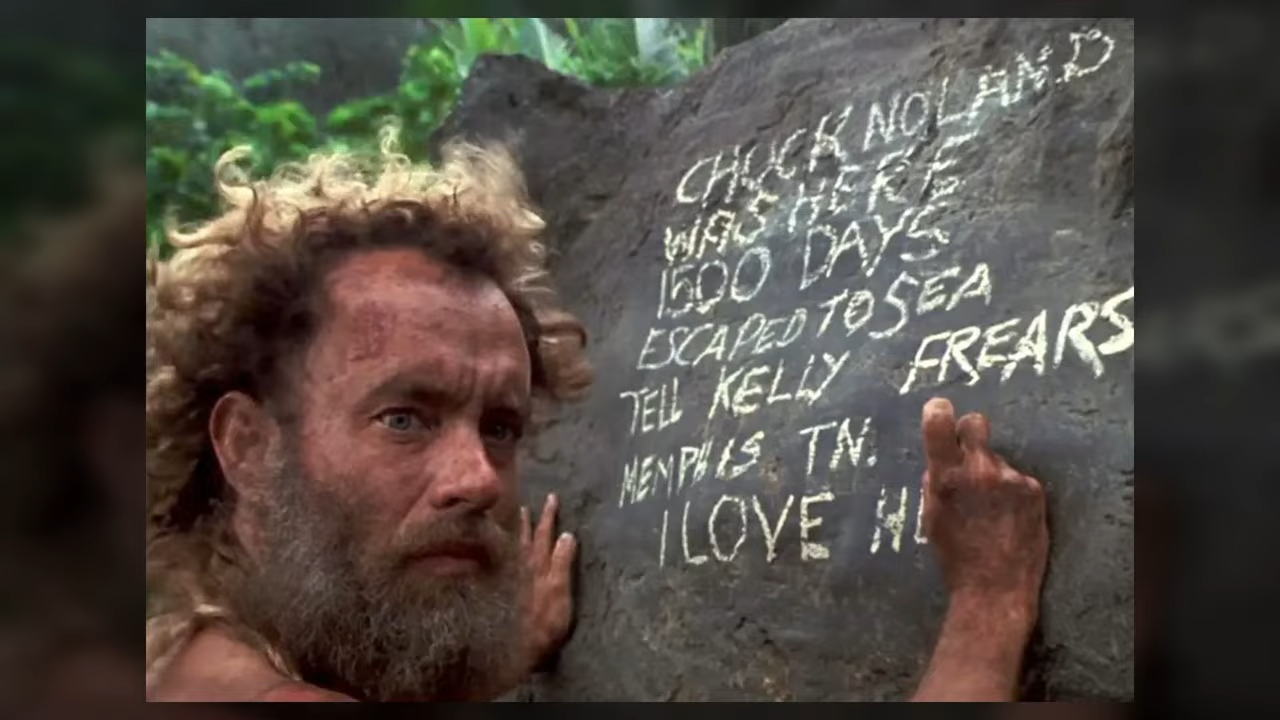 CHUCK NOLAND
WAS HERE
1500 DAYS
ESCAPED TO SEA
TELL KELLY FREARS
MEMPHIS TN.
I LOVE